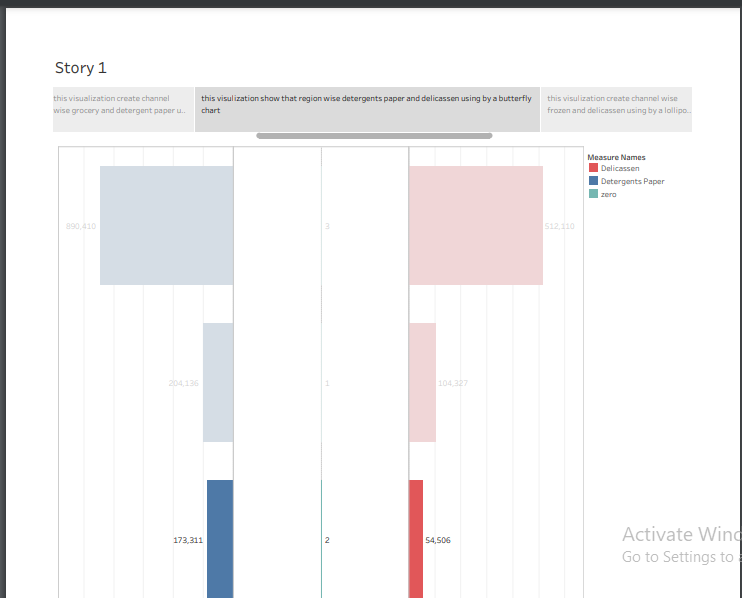 Story 1
this visualization create channel
wise grocery and detergent paper u..
this visulization show that region wise detergents paper and delicassen using by a butterfly
chart
this visulization create channel wise
frozen and delicassen using by a lollipo..
Measure Names
Delicassen
Detergents Paper
zero
890,410
3
512,110
204,136
1
104,327
173,311
2
54,506
Activate Winc
Go to Settings to a